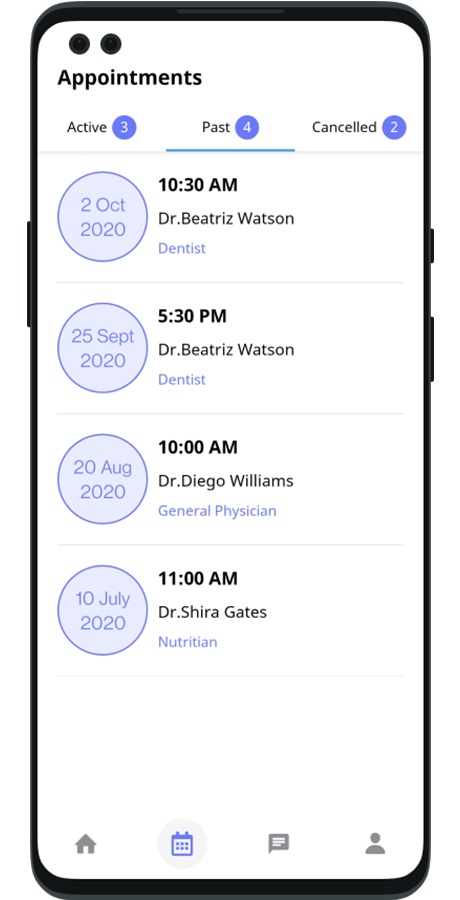 Appointments
Active 3
Past 4
Cancelled 2
2 Oct
2020
10:30 AM
Dr.Beatriz Watson
Dentist
25 Sept
2020
5:30 PM
Dr.Beatriz Watson
Dentist
20 Aug
2020
10:00 AM
Dr.Diego Williams
General Physician
10 July
2020
11:00 AM
Dr.Shira Gates
Nutritian